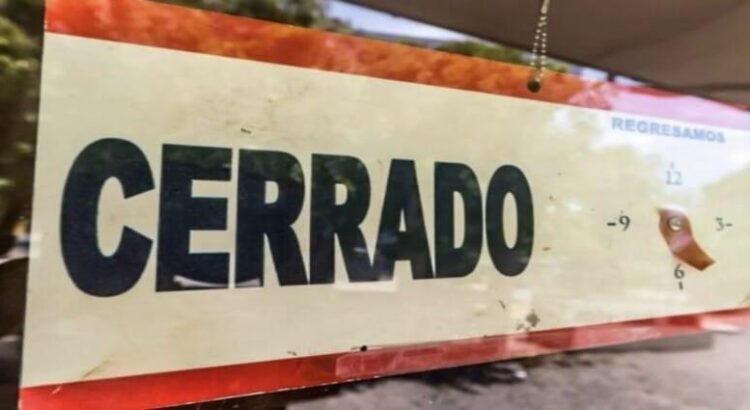 CERRADO
REGRESAMOS
12
-9 3-
6